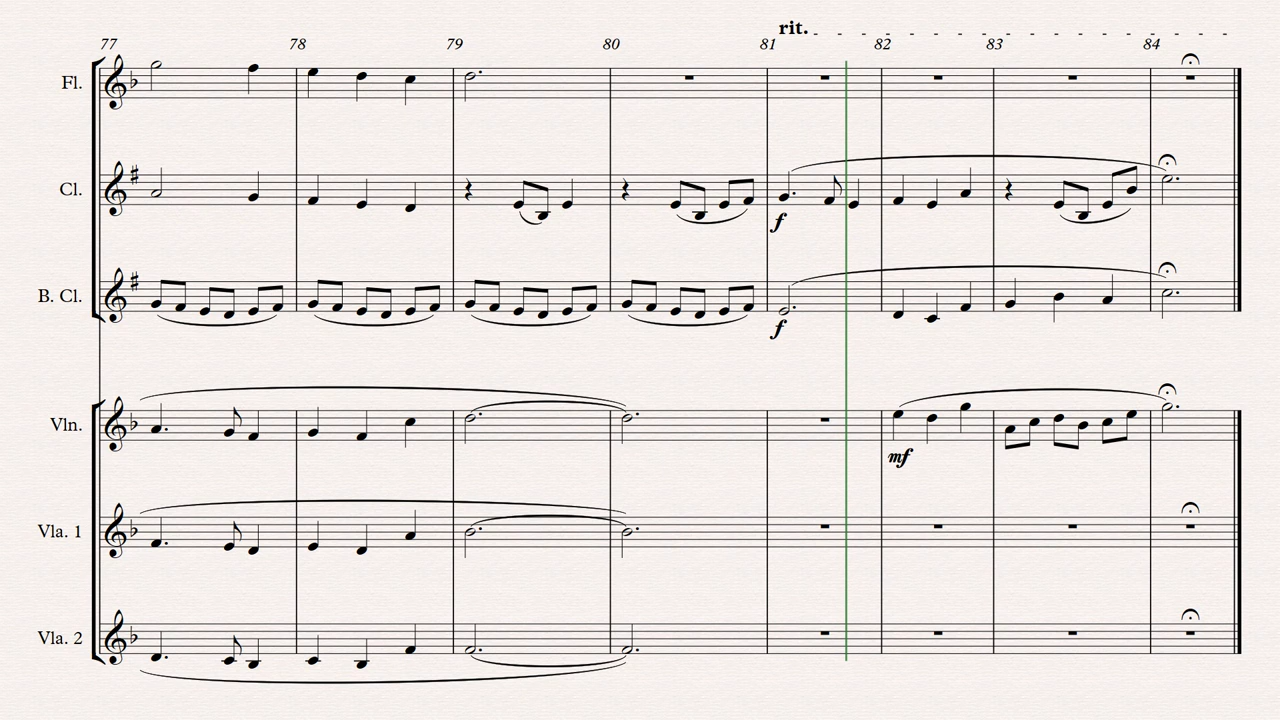 rit.
77 78 79 80 81 82 83 84
Fl.
Cl.
f
B. Cl.
f
Vln.
mf
Vla. 1
Vla. 2